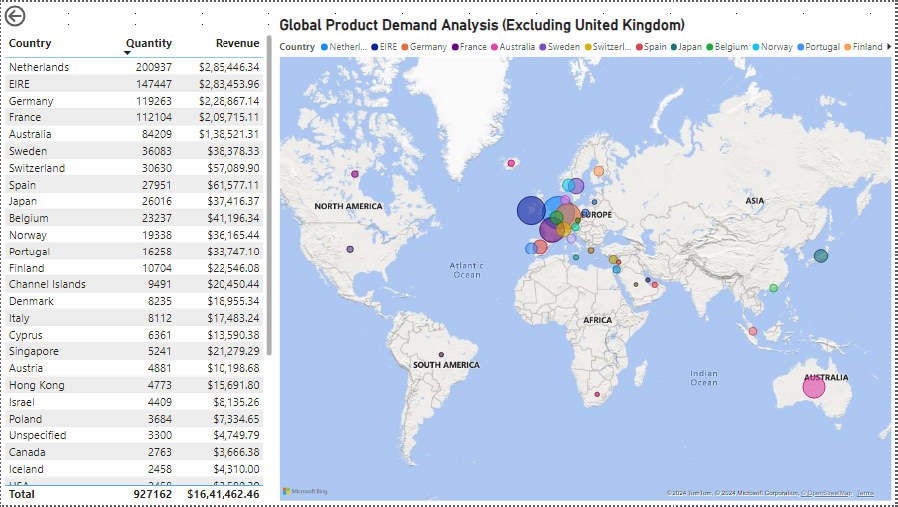 Global Product Demand Analysis (Excluding United Kingdom)
Country Quantity Revenue
Netherlands 200937 $2,85,446.34
EIRE 147447 $2,83,453.96
Germany 119263 $2,28,867.14
France 112104 $2,09,715.11
Australia 84209 $1,38,521.31
Sweden 36083 $38,378.33
Switzerland 30630 $57,089.90
Spain 27951 $61,577.11
Japan 26016 $37,416.37
Belgium 23237 $41,196.34
Norway 19338 $36,165.44
Portugal 16258 $33,747.10
Finland 10704 $22,546.08
Channel Islands 9491 $20,450.44
Denmark 8235 $18,955.34
Italy 8112 $17,483.24
Cyprus 6361 $13,590.38
Singapore 5241 $21,279.29
Austria 4881 $10,198.68
Hong Kong 4773 $15,691.80
Israel 4409 $8,135.26
Poland 3684 $7,334.65
Unspecified 3300 $4,749.79
Canada 2763 $3,666.38
Iceland 2458 $4,310.00
Total 927162 $16,41,462.46
Country Netherl... EIRE Germany France Australia Sweden Switzerl... Spain Japan Belgium Norway Portugal Finland
NORTH AMERICA
EUROPE
ASIA
Atlantic
Ocean
AFRICA
SOUTH AMERICA
Indian
Ocean
AUSTRALIA
Microsoft Bing
©2024 TomTom, © 2024 Microsoft Corporation, © OpenStreetMap Terms